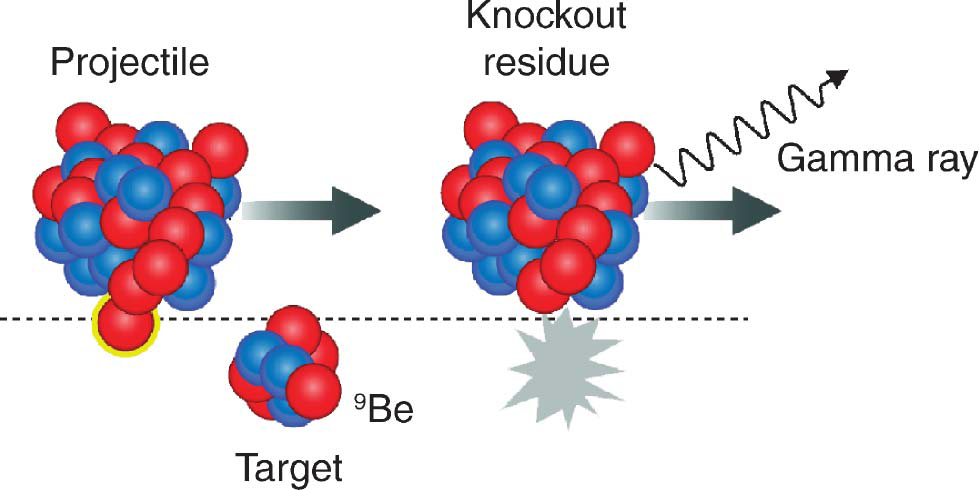 Projectile
Knockout
residue
Gamma ray
⁹Be
Target